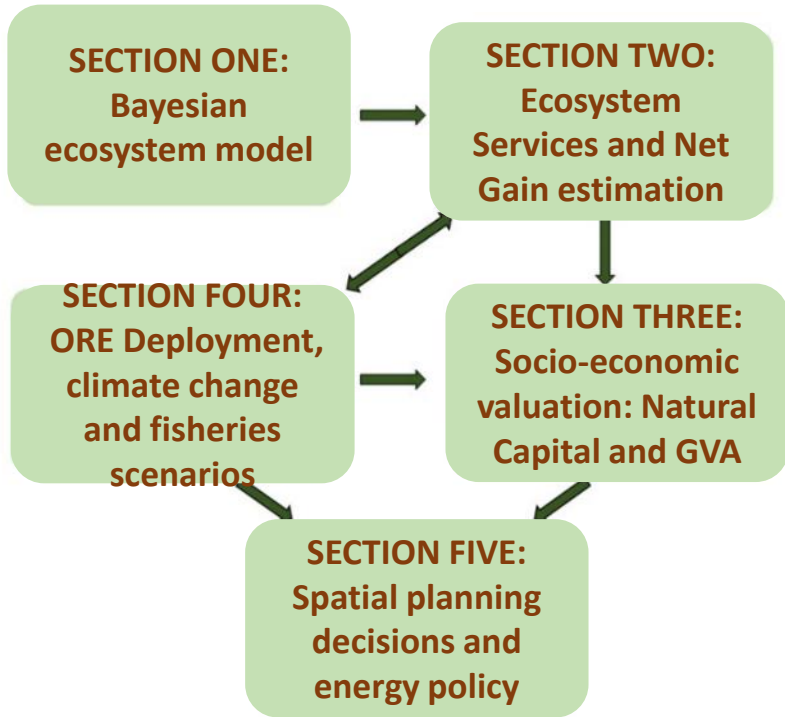 SECTION ONE:
Bayesian
ecosystem model
SECTION TWO:
Ecosystem
Services and Net
Gain estimation
SECTION FOUR:
ORE Deployment,
climate change
and fisheries
scenarios
SECTION THREE:
Socio-economic
valuation: Natural
Capital and GVA
SECTION FIVE:
Spatial planning
decisions and
energy policy